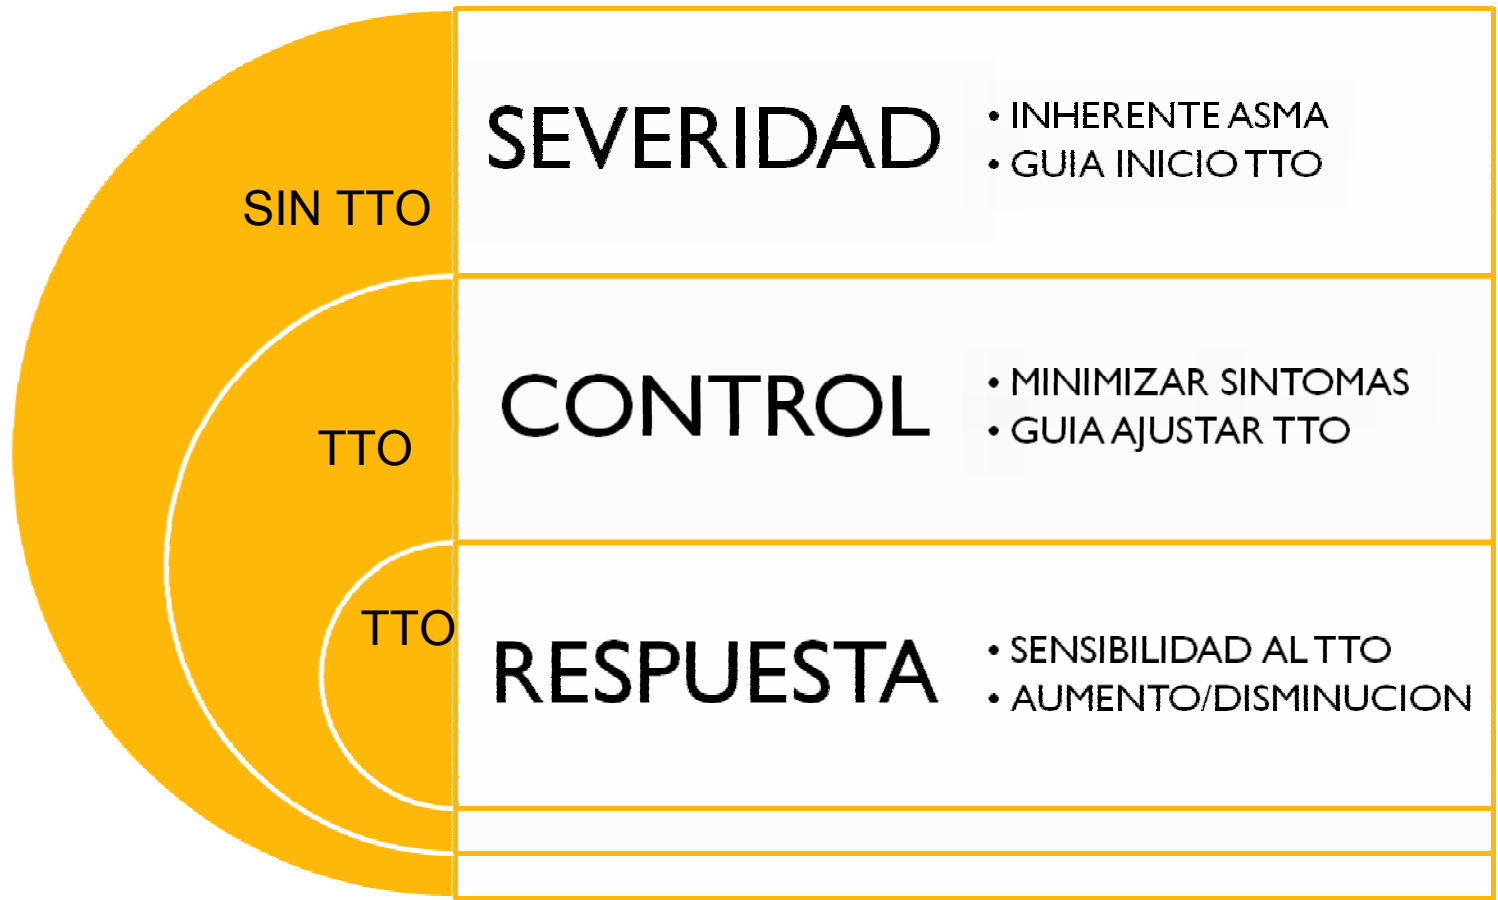 SIN TTO
SEVERIDAD
• INHERENTE ASMA
• GUIA INICIO TTO
TTO
CONTROL
• MINIMIZAR SINTOMAS
• GUIA AJUSTAR TTO
TTO
RESPUESTA
• SENSIBILIDAD AL TTO
• AUMENTO/DISMINUCION